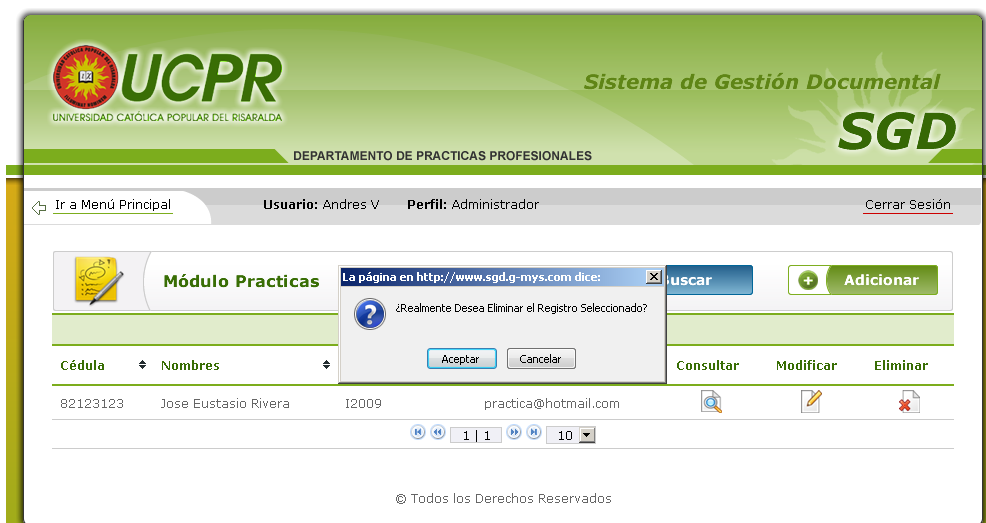 UCPR
UNIVERSIDAD CATÓLICA POPULAR DEL RISARALDA
Sistema de Gestión Documental
SGD
DEPARTAMENTO DE PRACTICAS PROFESIONALES
Ir a Menú Principal
Usuario: Andres V Perfil: Administrador
Cerrar Sesión
Módulo Practicas
uscar
Adicionar
La página en http://www.sgd.g-mys.com dice:
¿Realmente Desea Eliminar el Registro Seleccionado?
Aceptar Cancelar
Cédula Nombres Consultar Modificar Eliminar
82123123 Jose Eustasio Rivera I2009 practica@hotmail.com
1 | 1 10
© Todos los Derechos Reservados